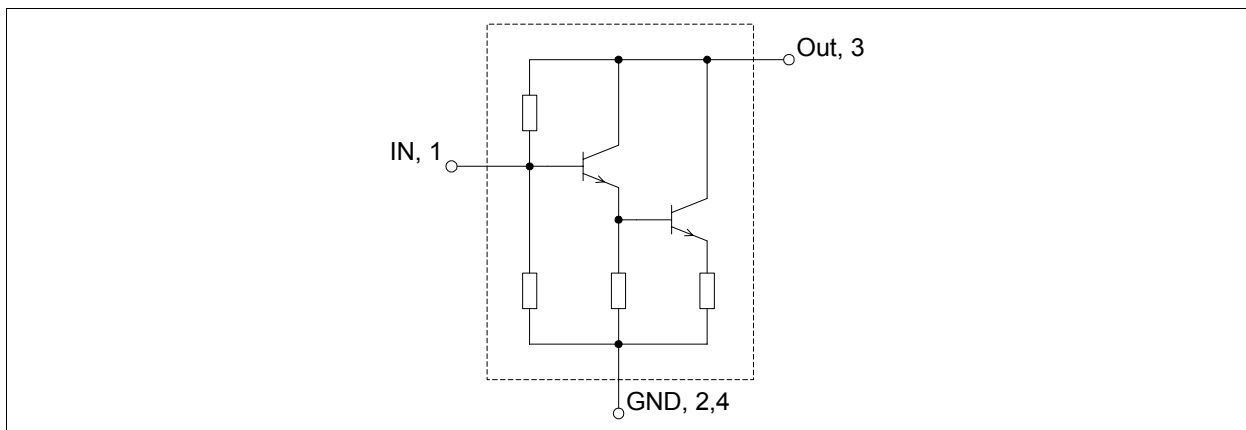 Out, 3
IN, 1
GND, 2,4